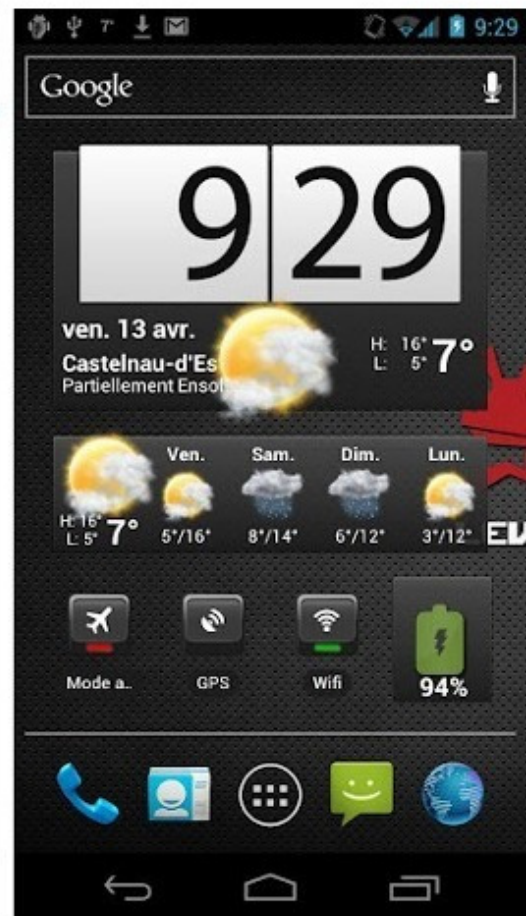 7° 9:29
Google
9 29
ven. 13 avr.
Castelnau-d'Es
Partiellement Ensol
H: 16° 7°
L: 5°
Ven. Sam. Dim. Lun.
H: 16° 7°
L: 5°
5°/16° 8°/14° 6°/12° 3°/12°
Mode a.. GPS Wifi 94%